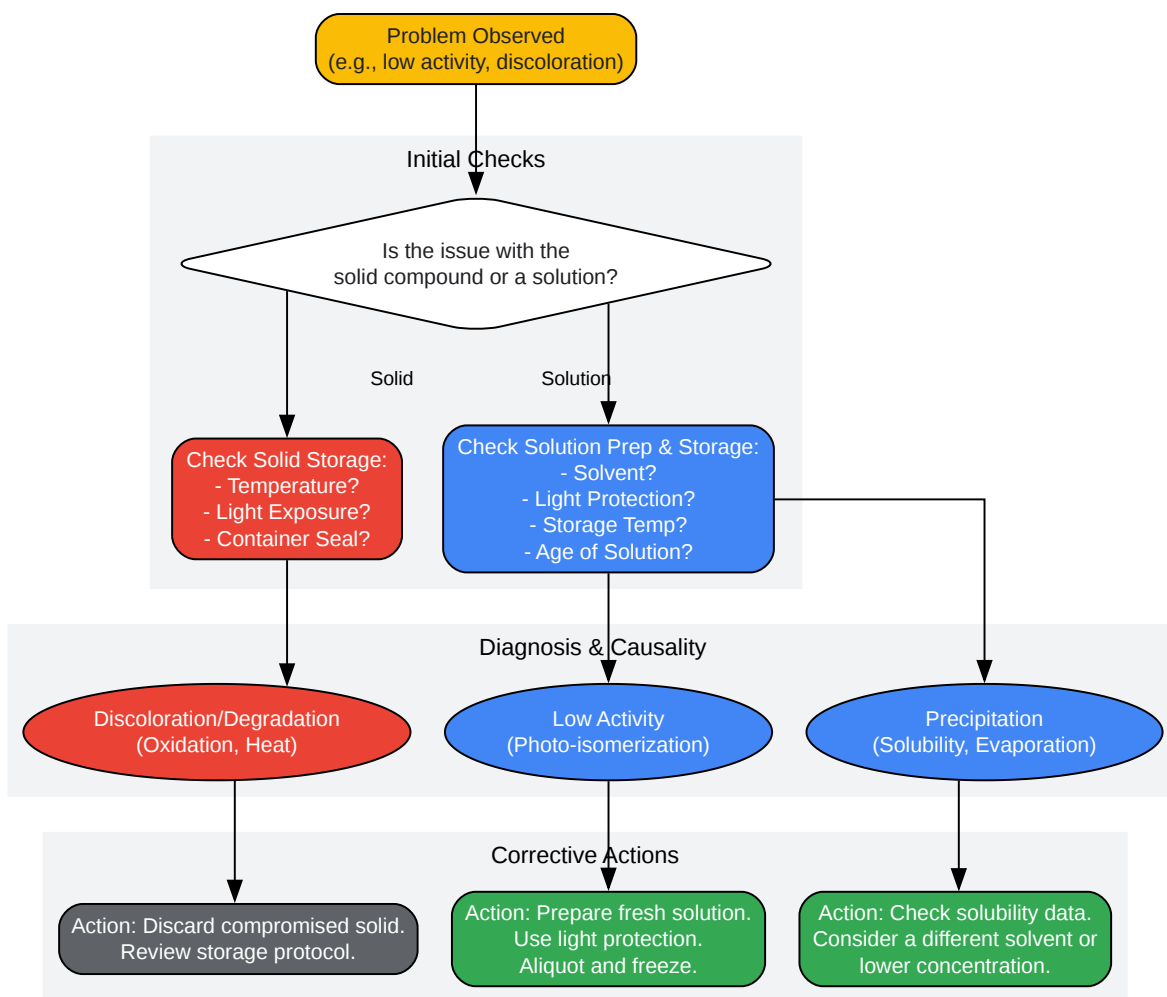 Problem Observed
(e.g., low activity, discoloration)
Initial Checks
Is the issue with the
solid compound or a solution?
Solid
Solution
Check Solid Storage:
- Temperature?
- Light Exposure?
- Container Seal?
Check Solution Prep & Storage:
- Solvent?
- Light Protection?
- Storage Temp?
- Age of Solution?
Diagnosis & Causality
Discoloration/Degradation
(Oxidation, Heat)
Low Activity
(Photo-isomerization)
Precipitation
(Solubility, Evaporation)
Corrective Actions
Action: Discard compromised solid.
Review storage protocol.
Action: Prepare fresh solution.
Use light protection.
Aliquot and freeze.
Action: Check solubility data.
Consider a different solvent or
lower concentration.